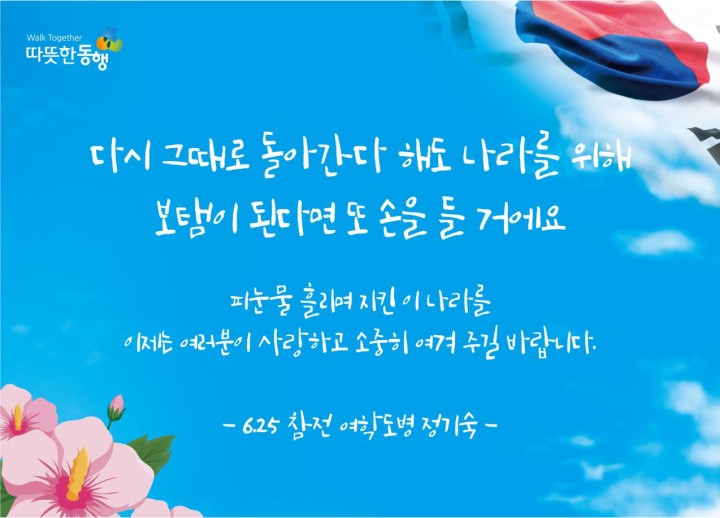 Walk Together
따뜻한동행
다시 그때로 돌아간다 해도 나라를 위해
보탬이 된다면 또 손을 들 거에요
피눈물 흘리며 지킨 이 나라를
이제는 여러분이 사랑하고 소중히 여겨 주길 바랍니다.
- 6.25 참전 여학도병 정기숙 -